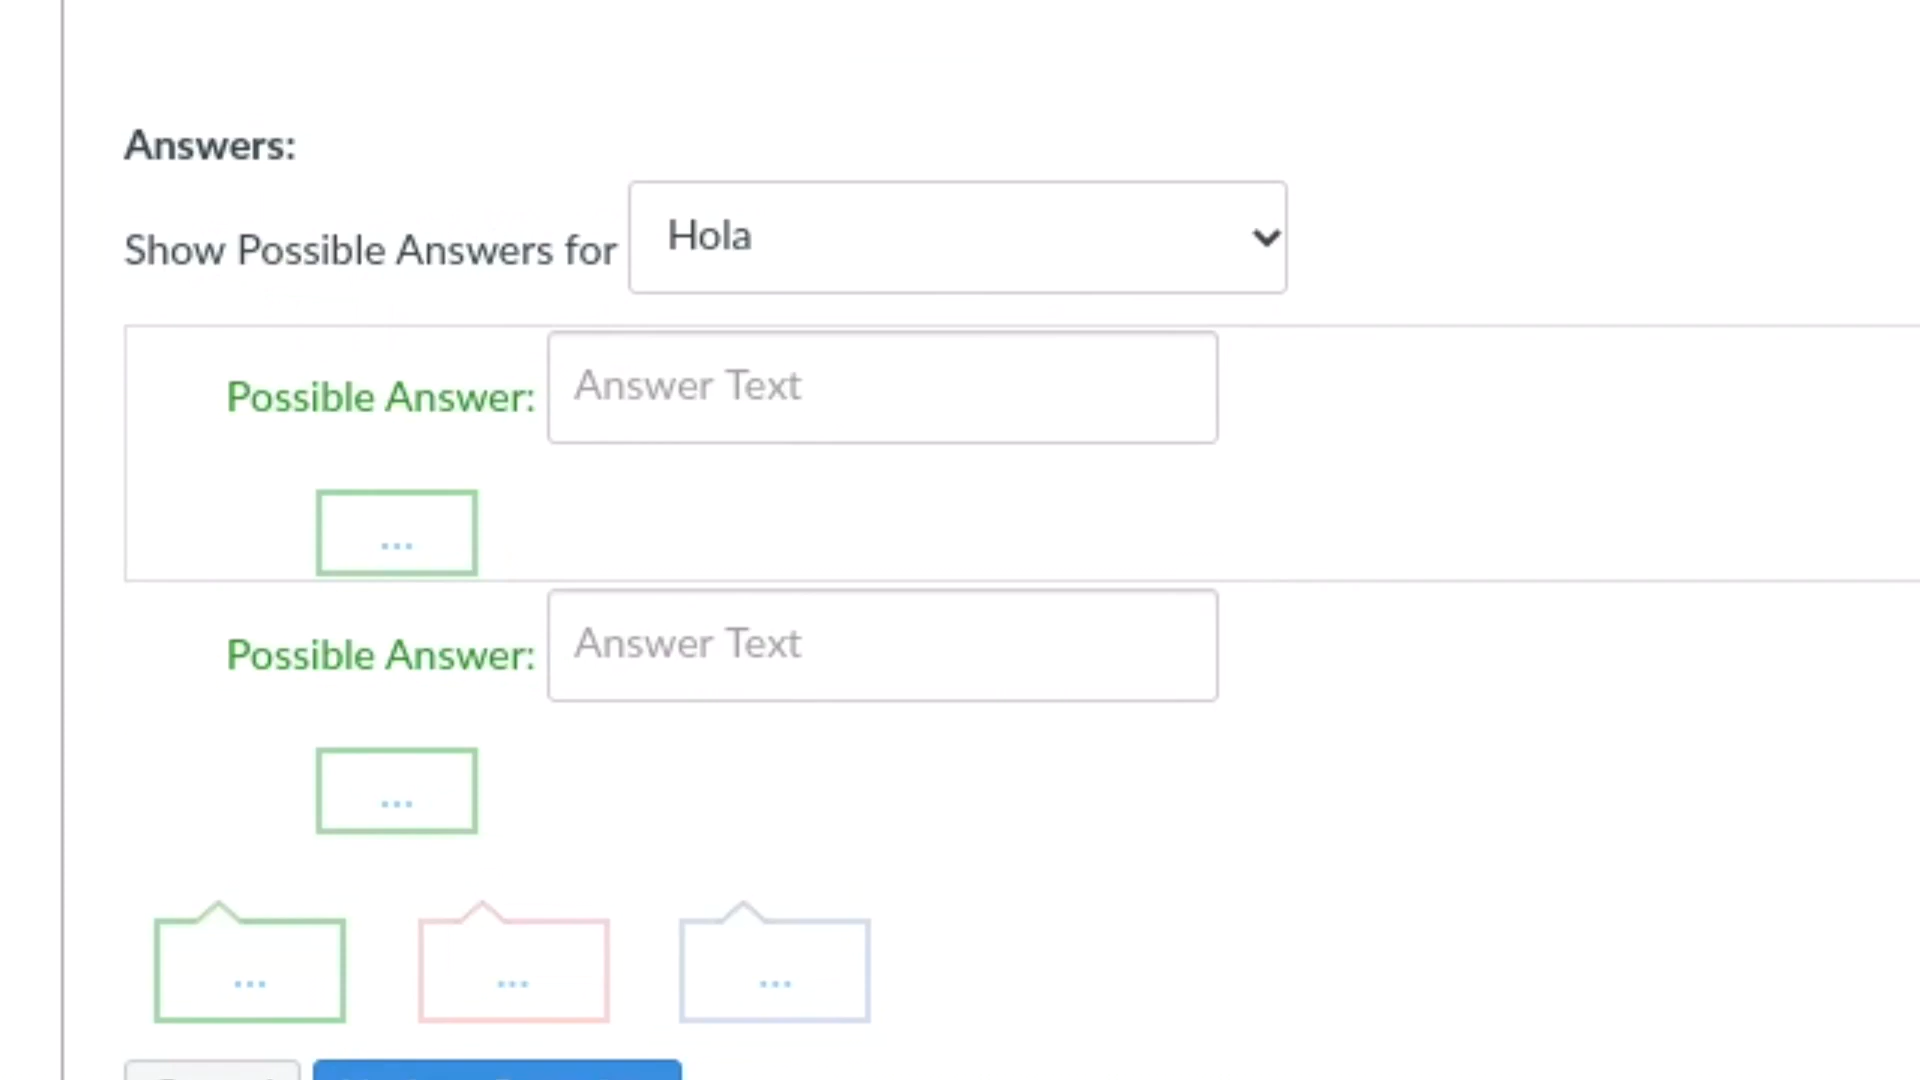 Answers:
Show Possible Answers for Hola
Possible Answer: Answer Text
...
Possible Answer: Answer Text
...
... ... ...